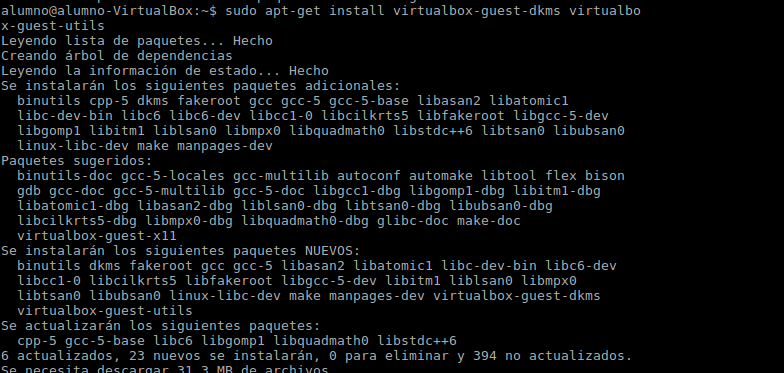 alumno@alumno-VirtualBox:~$ sudo apt-get install virtualbox-guest-dkms virtualbo
x-guest-utils
Leyendo lista de paquetes... Hecho
Creando árbol de dependencias
Leyendo la información de estado... Hecho
Se instalarán los siguientes paquetes adicionales:
  binutils cpp-5 dkms fakeroot gcc gcc-5 gcc-5-base libasan2 libatomic1
  libc-dev-bin libc6 libc6-dev libcc1-0 libcilkrts5 libfakeroot libgcc-5-dev
  libgomp1 libitm1 liblsan0 libmpx0 libquadmath0 libstdc++6 libtsan0 libubsan0
  linux-libc-dev make manpages-dev
Paquetes sugeridos:
  binutils-doc gcc-5-locales gcc-multilib autoconf automake libtool flex bison
  gdb gcc-doc gcc-5-multilib gcc-5-doc libgcc1-dbg libgomp1-dbg libitm1-dbg
  libatomic1-dbg libasan2-dbg liblsan0-dbg libtsan0-dbg libubsan0-dbg
  libcilkrts5-dbg libmpx0-dbg libquadmath0-dbg glibc-doc make-doc
  virtualbox-guest-x11
Se instalarán los siguientes paquetes NUEVOS:
  binutils dkms fakeroot gcc gcc-5 libasan2 libatomic1 libc-dev-bin libc6-dev
  libcc1-0 libcilkrts5 libfakeroot libgcc-5-dev libitm1 liblsan0 libmpx0
  libtsan0 libubsan0 linux-libc-dev make manpages-dev virtualbox-guest-dkms
  virtualbox-guest-utils
Se actualizarán los siguientes paquetes:
  cpp-5 gcc-5-base libc6 libgomp1 libquadmath0 libstdc++6
6 actualizados, 23 nuevos se instalarán, 0 para eliminar y 394 no actualizados.
Se necesita descargar 31,3 MB de archivos.